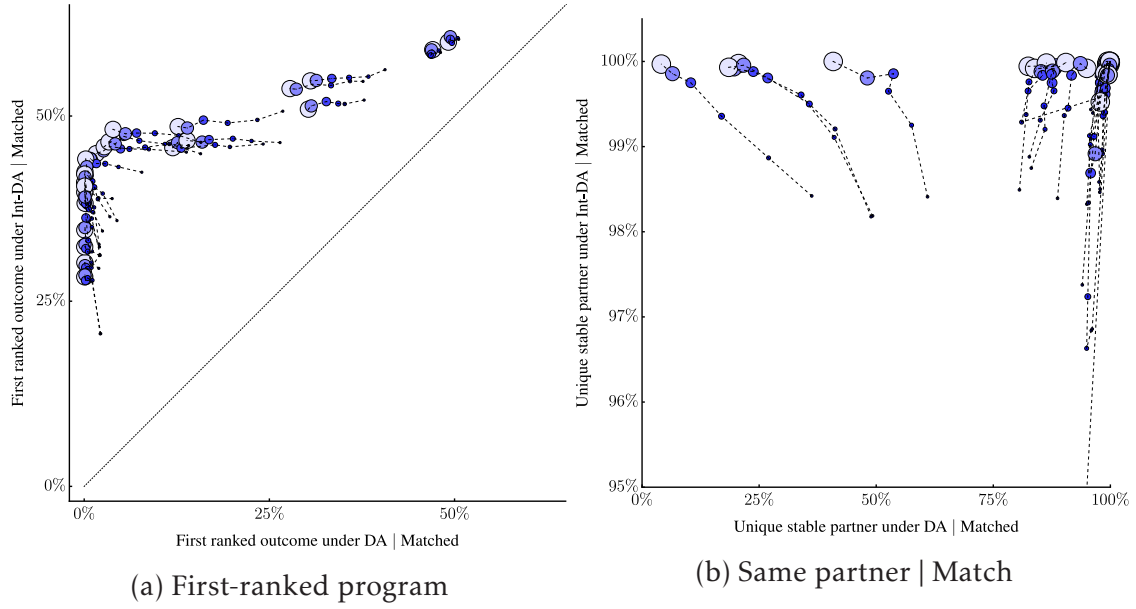 First ranked outcome under Int-DA | Matched
50%
25%
0%
0%
25%
50%
First ranked outcome under DA | Matched
(a) First-ranked program
Unique stable partner under Int-DA | Matched
100%
99%
98%
97%
96%
95%
0%
25%
50%
75%
100%
Unique stable partner under DA | Matched
(b) Same partner | Match